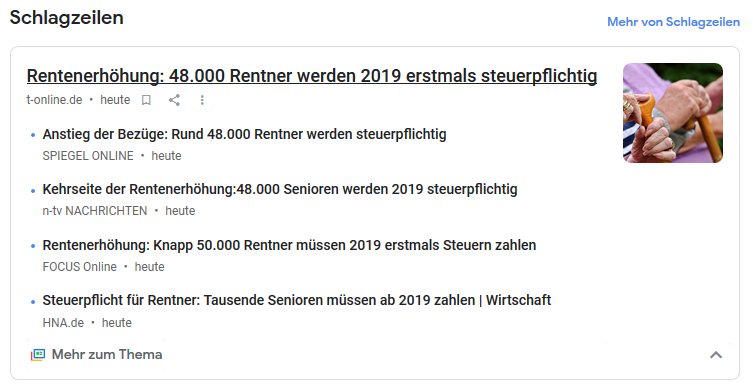 Schlagzeilen
Mehr von Schlagzeilen
Rentenerhöhung: 48.000 Rentner werden 2019 erstmals steuerpflichtig
t-online.de • heute
Anstieg der Bezüge: Rund 48.000 Rentner werden steuerpflichtig
SPIEGEL ONLINE • heute
Kehrseite der Rentenerhöhung:48.000 Senioren werden 2019 steuerpflichtig
n-tv NACHRICHTEN • heute
Rentenerhöhung: Knapp 50.000 Rentner müssen 2019 erstmals Steuern zahlen
FOCUS Online • heute
Steuerpflicht für Rentner: Tausende Senioren müssen ab 2019 zahlen | Wirtschaft
HNA.de • heute
Mehr zum Thema